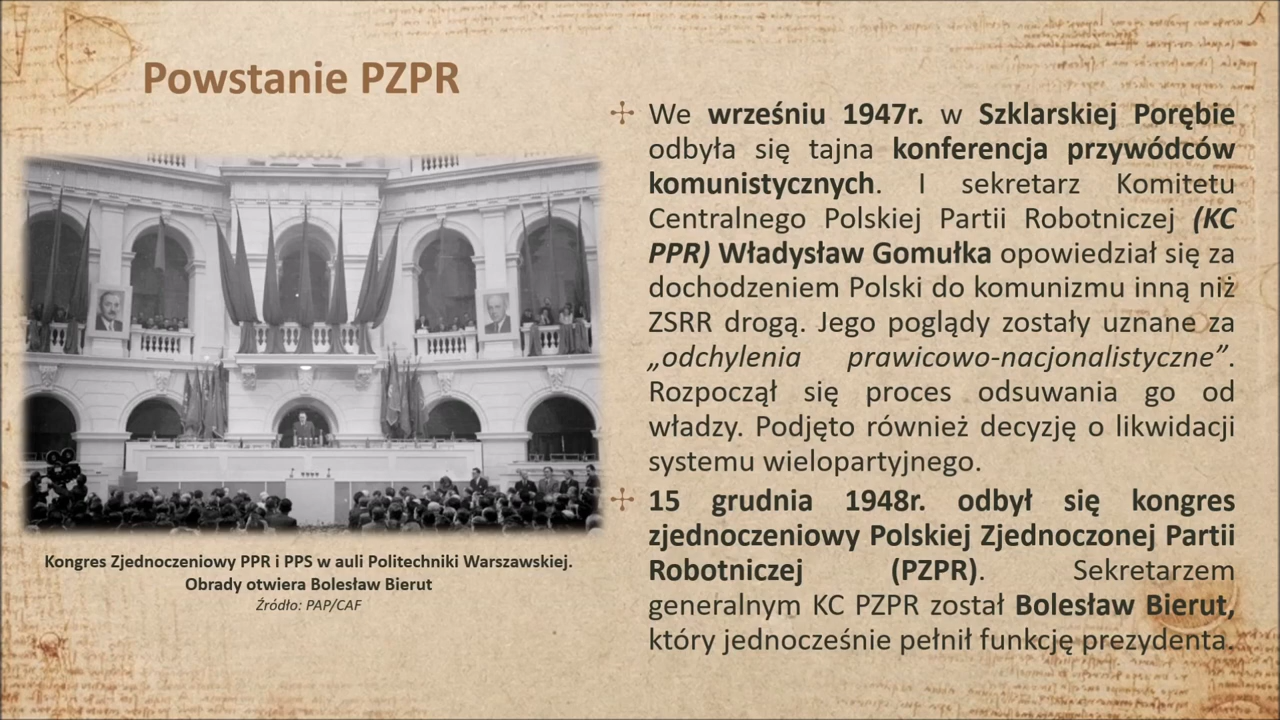 Powstanie PZPR
We wrześniu 1947r. w Szklarskiej Porębie
odbyła się tajna konferencja przywódców
komunistycznych. I sekretarz Komitetu
Centralnego Polskiej Partii Robotniczej (KC
PPR) Władysław Gomułka opowiedział się za
dochodzeniem Polski do komunizmu inną niż
ZSRR drogą. Jego poglądy zostały uznane za
„odchylenia prawicowo-nacjonalistyczne”.
Rozpoczął się proces odsuwania go od
władzy. Podjęto również decyzję o likwidacji
systemu wielopartyjnego.
15 grudnia 1948r. odbył się kongres
zjednoczeniowy Polskiej Zjednoczonej Partii
Robotniczej (PZPR). Sekretarzem
generalnym KC PZPR został Bolesław Bierut,
który jednocześnie pełnił funkcję prezydenta.
Kongres Zjednoczeniowy PPR i PPS w auli Politechniki Warszawskiej.
Obrady otwiera Bolesław Bierut
Źródło: PAP/CAF